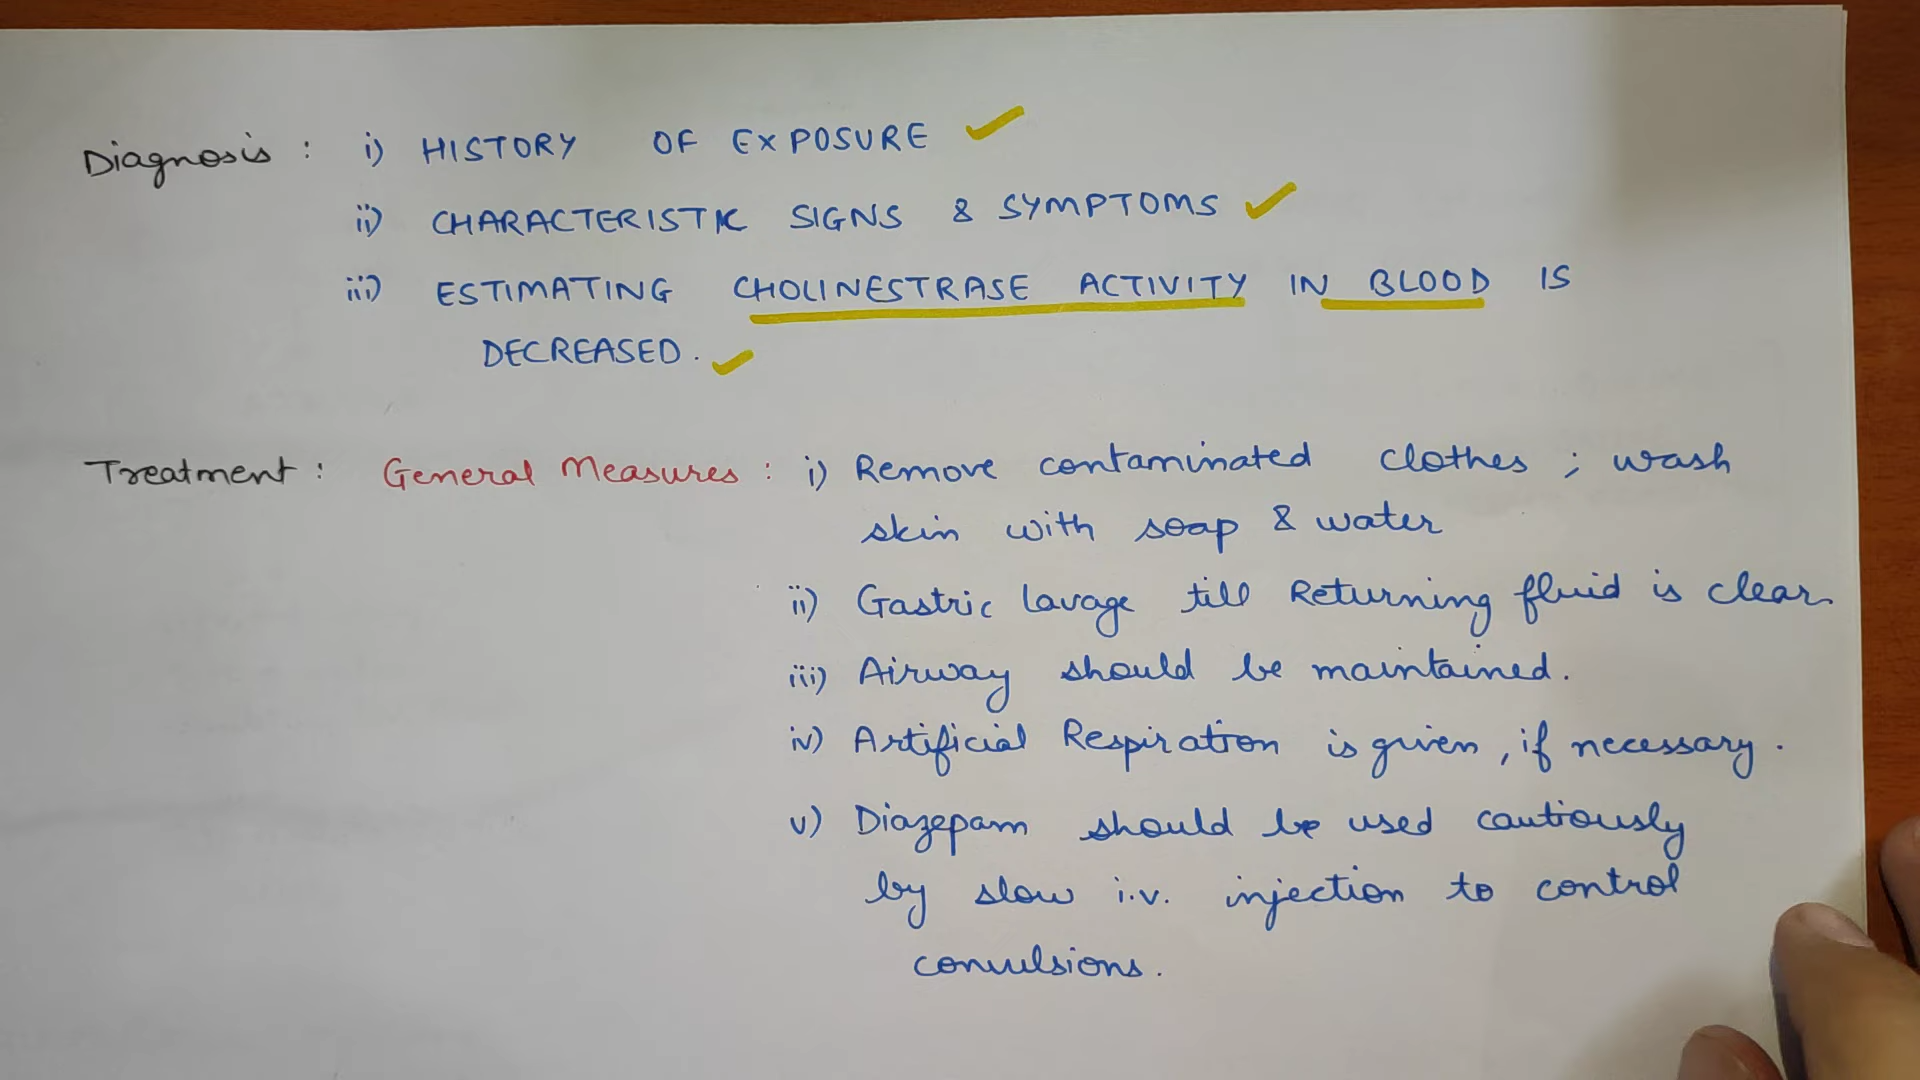 Diagnosis : i) HISTORY OF EXPOSURE
ii) CHARACTERISTIC SIGNS & SYMPTOMS
iii) ESTIMATING CHOLINESTRASE ACTIVITY IN BLOOD IS
DECREASED.
Treatment : General Measures : i) Remove contaminated clothes ; wash
skin with soap & water
ii) Gastric lavage till Returning fluid is clear
iii) Airway should be maintained.
iv) Artificial Respiration is given, if necessary.
v) Diazepam should be used cautiously
by slow i.v. injection to control
convulsions.